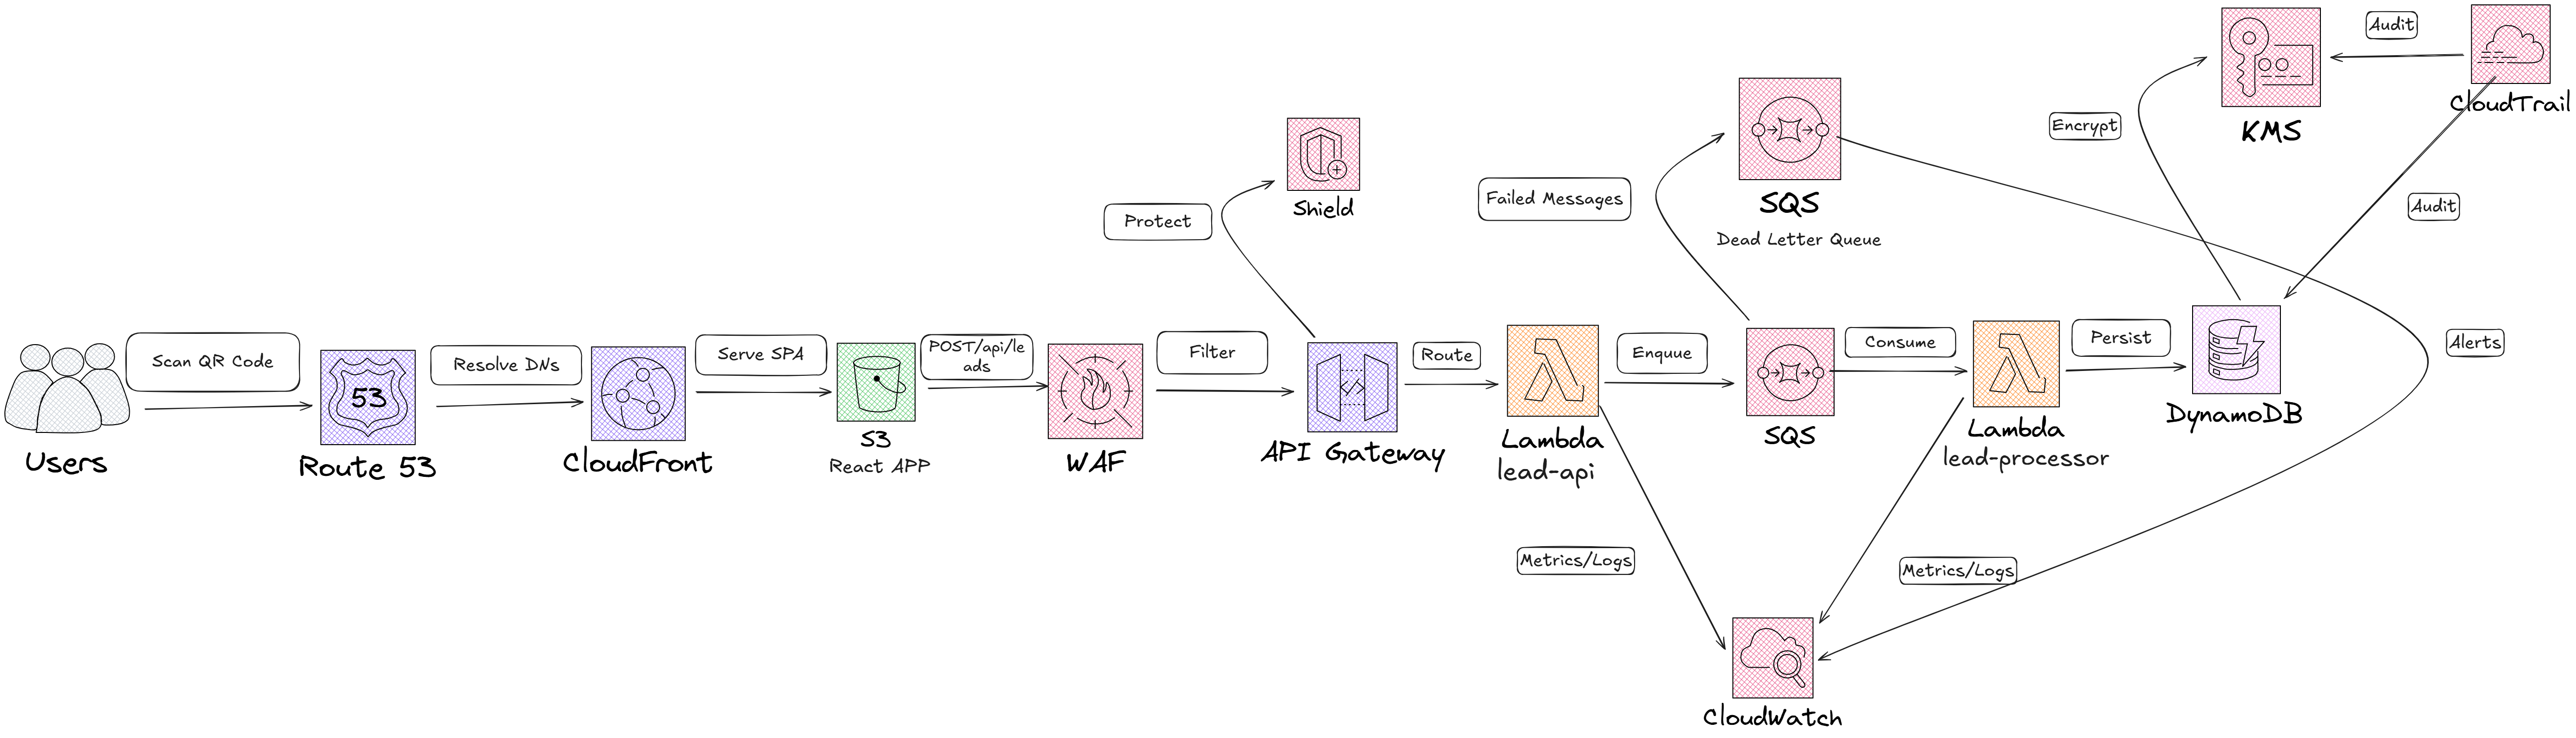 Audit
CloudTrail
KMS
Encrypt
Audit
Shield
Protect
Failed Messages
SQS
Dead Letter Queue
Scan QR Code
Users
53
Route 53
Resolve DNs
CloudFront
Serve SPA
S3
React APP
POST/api/le
ads
WAF
Filter
API Gateway
Route
Lambda
lead-api
Enquue
SQS
Consume
Lambda
lead-processor
Persist
DynamoDB
Alerts
Metrics/Logs
Metrics/Logs
CloudWatch